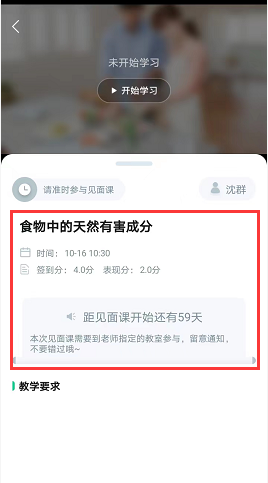 未开始学习
开始学习
请准时参与见面课
沈群
食物中的天然有害成分
时间：10-16 10:30
签到分：4.0分 表现分：2.0分
距见面课开始还有59天
本次见面课需要到老师指定的教室参与，留意通知，
不要错过哦~
教学要求